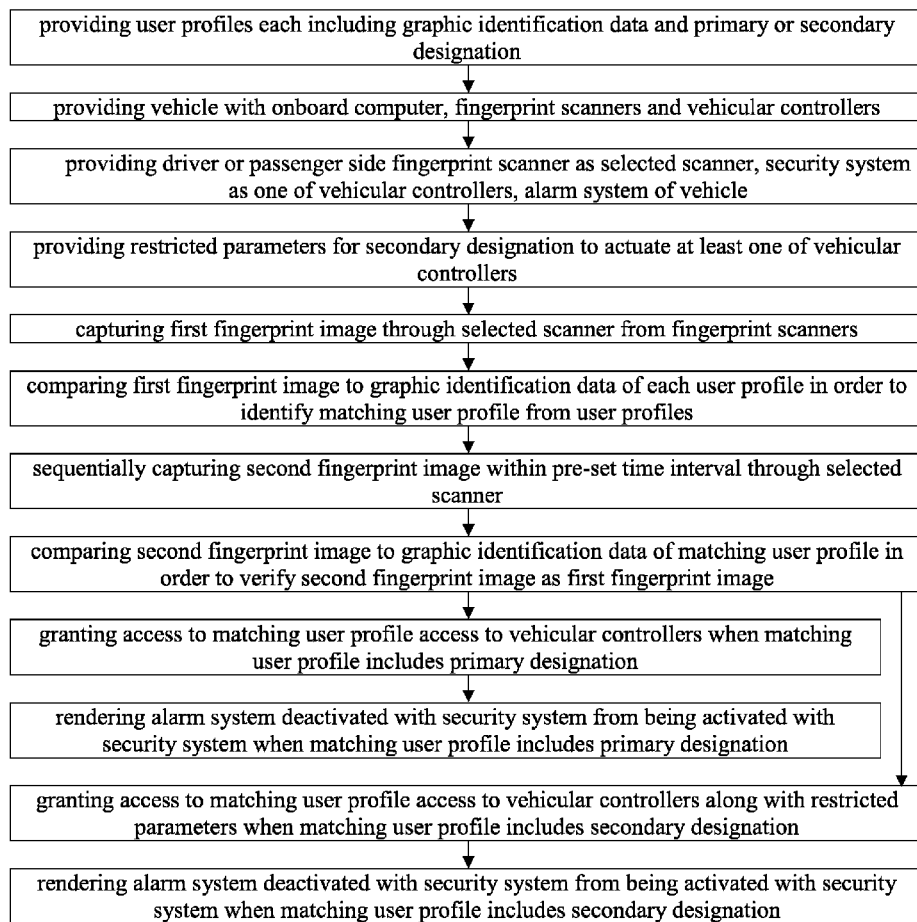 providing user profiles each including graphic identification data and primary or secondary
designation
providing vehicle with onboard computer, fingerprint scanners and vehicular controllers
providing driver or passenger side fingerprint scanner as selected scanner, security system
as one of vehicular controllers, alarm system of vehicle
providing restricted parameters for secondary designation to actuate at least one of vehicular
controllers
capturing first fingerprint image through selected scanner from fingerprint scanners
comparing first fingerprint image to graphic identification data of each user profile in order to
identify matching user profile from user profiles
sequentially capturing second fingerprint image within pre-set time interval through selected
scanner
comparing second fingerprint image to graphic identification data of matching user profile in
order to verify second fingerprint image as first fingerprint image
granting access to matching user profile access to vehicular controllers when matching
user profile includes primary designation
rendering alarm system deactivated with security system from being activated with
security system when matching user profile includes primary designation
granting access to matching user profile access to vehicular controllers along with restricted
parameters when matching user profile includes secondary designation
rendering alarm system deactivated with security system from being activated with security
system when matching user profile includes secondary designation